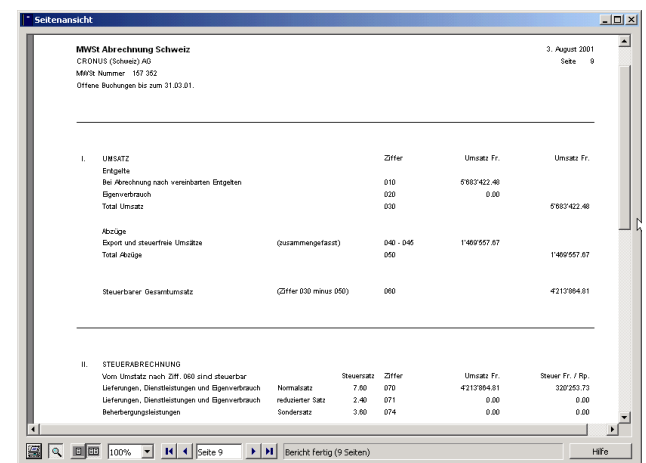 Seitenansicht
MWSt Abrechnung Schweiz 3. August 2001
CRONUS (Schweiz) AG Seite 9
MWSt Nummer 157 352
Offene Buchungen bis zum 31.03.01.
I. UMSATZ Ziffer Umsatz Fr. Umsatz Fr.
Entgelte
Bei Abrechnung nach vereinbarten Entgelten 010 5'683'422.48
Eigenverbrauch 020 0.00
Total Umsatz 030 5'683'422.48
Abzüge
Export und steuerfreie Umsätze (zusammengefasst) 040 - 046 1'469'557.67
Total Abzüge 050 1'469'557.67
Steuerbarer Gesamtumsatz (Ziffer 030 minus 050) 060 4'213'864.81
II. STEUERABRECHNUNG
Vom Umstatz nach Ziff. 060 sind steuerbar Steuersatz Ziffer Umsatz Fr. Steuer Fr. / Rp.
Lieferungen, Dienstleistungen und Eigenverbrauch Normalsatz 7.60 070 4'213'864.81 320'253.73
Lieferungen, Dienstleistungen und Eigenverbrauch reduzierter Satz 2.40 071 0.00 0.00
Beherbergungsleistungen Sondersatz 3.60 074 0.00 0.00
100% Seite 9 Bericht fertig (9 Seiten) Hilfe